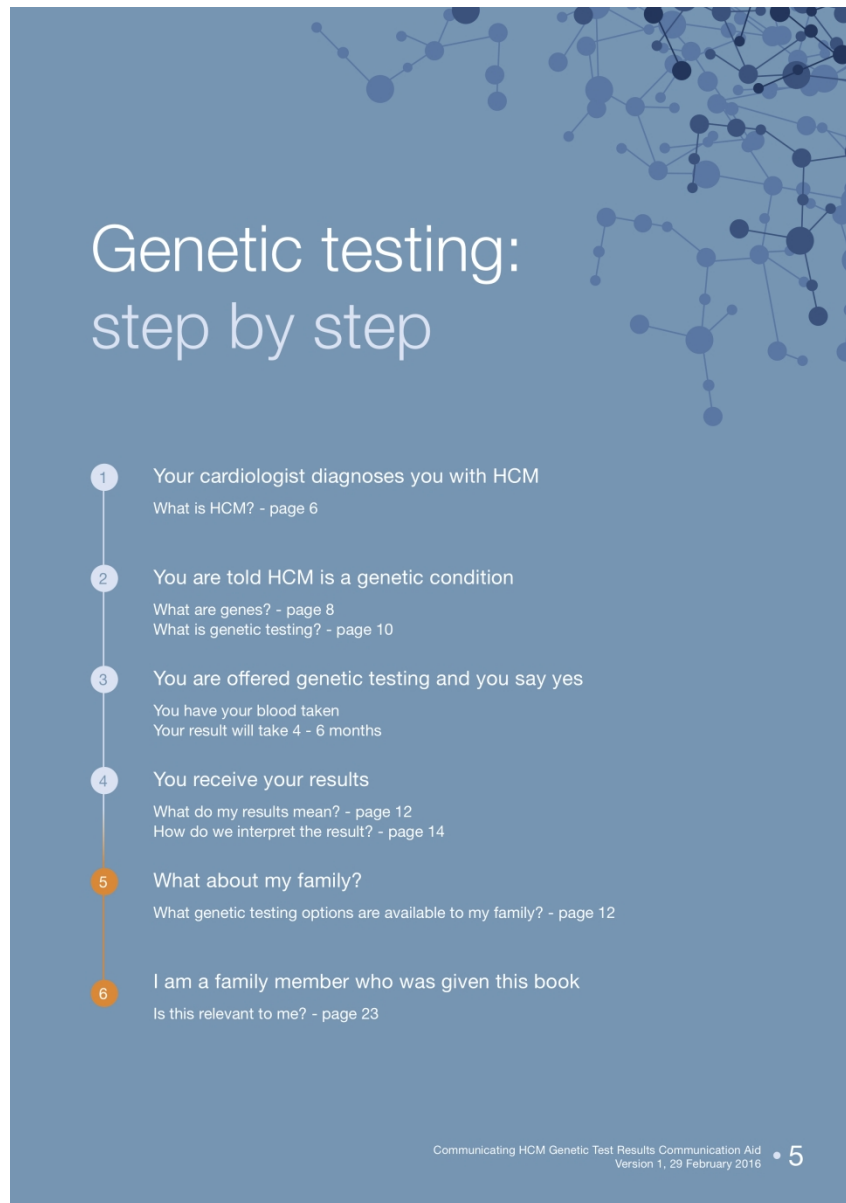 Genetic testing:
step by step
1
Your cardiologist diagnoses you with HCM
What is HCM? - page 6
2
You are told HCM is a genetic condition
What are genes? - page 8
What is genetic testing? - page 10
3
You are offered genetic testing and you say yes
You have your blood taken
Your result will take 4 - 6 months
4
You receive your results
What do my results mean? - page 12
How do we interpret the result? - page 14
5
What about my family?
What genetic testing options are available to my family? - page 12
6
I am a family member who was given this book
Is this relevant to me? - page 23
Communicating HCM Genetic Test Results Communication Aid
Version 1, 29 February 2016
• 5